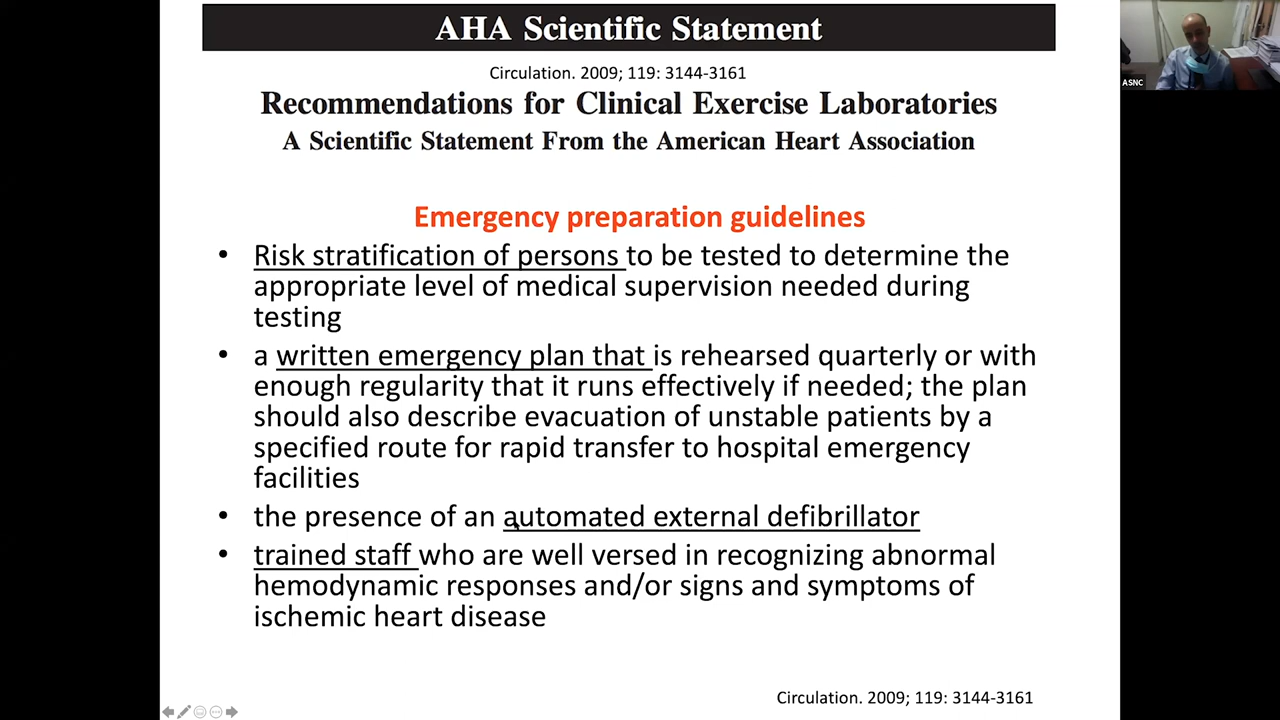 AHA Scientific Statement
Circulation. 2009; 119: 3144-3161
Recommendations for Clinical Exercise Laboratories
A Scientific Statement From the American Heart Association
ASNC
Emergency preparation guidelines
• Risk stratification of persons to be tested to determine the
appropriate level of medical supervision needed during
testing
• a written emergency plan that is rehearsed quarterly or with
enough regularity that it runs effectively if needed; the plan
should also describe evacuation of unstable patients by a
specified route for rapid transfer to hospital emergency
facilities
• the presence of an automated external defibrillator
• trained staff who are well versed in recognizing abnormal
hemodynamic responses and/or signs and symptoms of
ischemic heart disease
Circulation. 2009; 119: 3144-3161